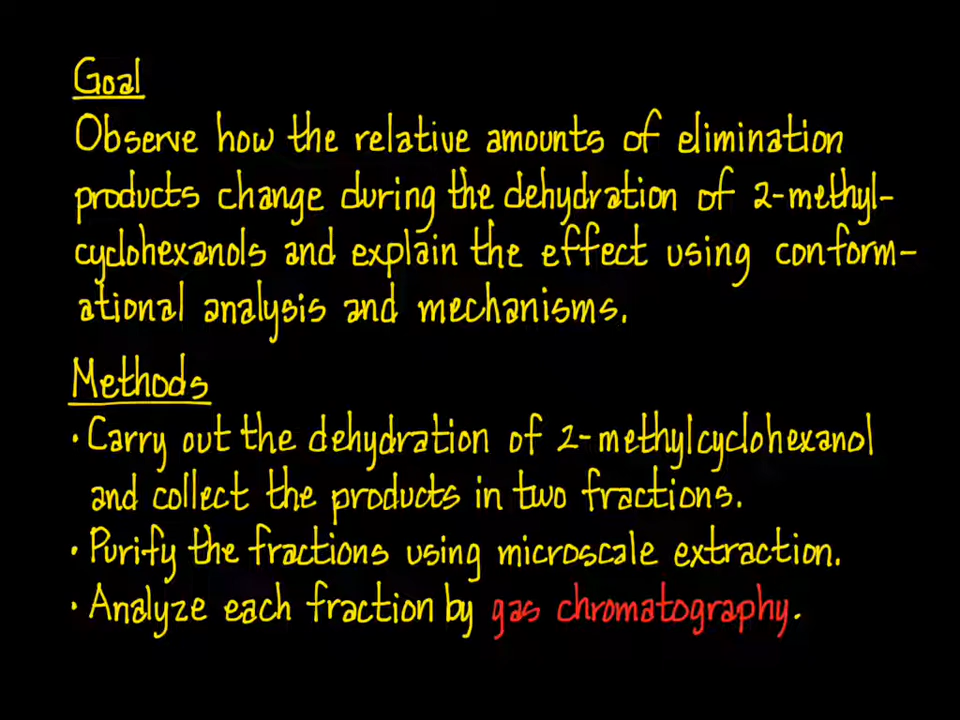 Goal
Observe how the relative amounts of elimination
products change during the dehydration of 2-methyl-
cyclohexanols and explain the effect using conform-
ational analysis and mechanisms.
Methods
· Carry out the dehydration of 2-methylcyclohexanol
and collect the products in two fractions.
· Purify the fractions using microscale extraction.
· Analyze each fraction by gas chromatography.